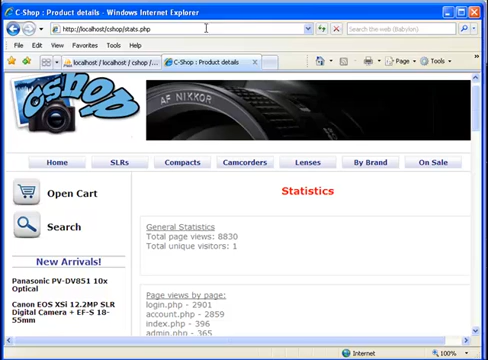 C-Shop : Product details - Windows Internet Explorer
http://localhost/cshop/stats.php
Search the web (Babylon)
File Edit View Favorites Tools Help
localhost / localhost / cshop /...
C-Shop : Product details
Page
Tools
cshop
AF NIKKOR
Home SLRs Compacts Camcorders Lenses By Brand On Sale
Open Cart
Search
New Arrivals!
Panasonic PV-DV851 10x
Optical
Canon EOS XSi 12.2MP SLR
Digital Camera + EF-S 18-
55mm
Statistics
General Statistics
Total page views: 8830
Total unique visitors: 1
Page views by page:
login.php - 2901
account.php - 2859
index.php - 396
admin.php - 365
Internet
100%